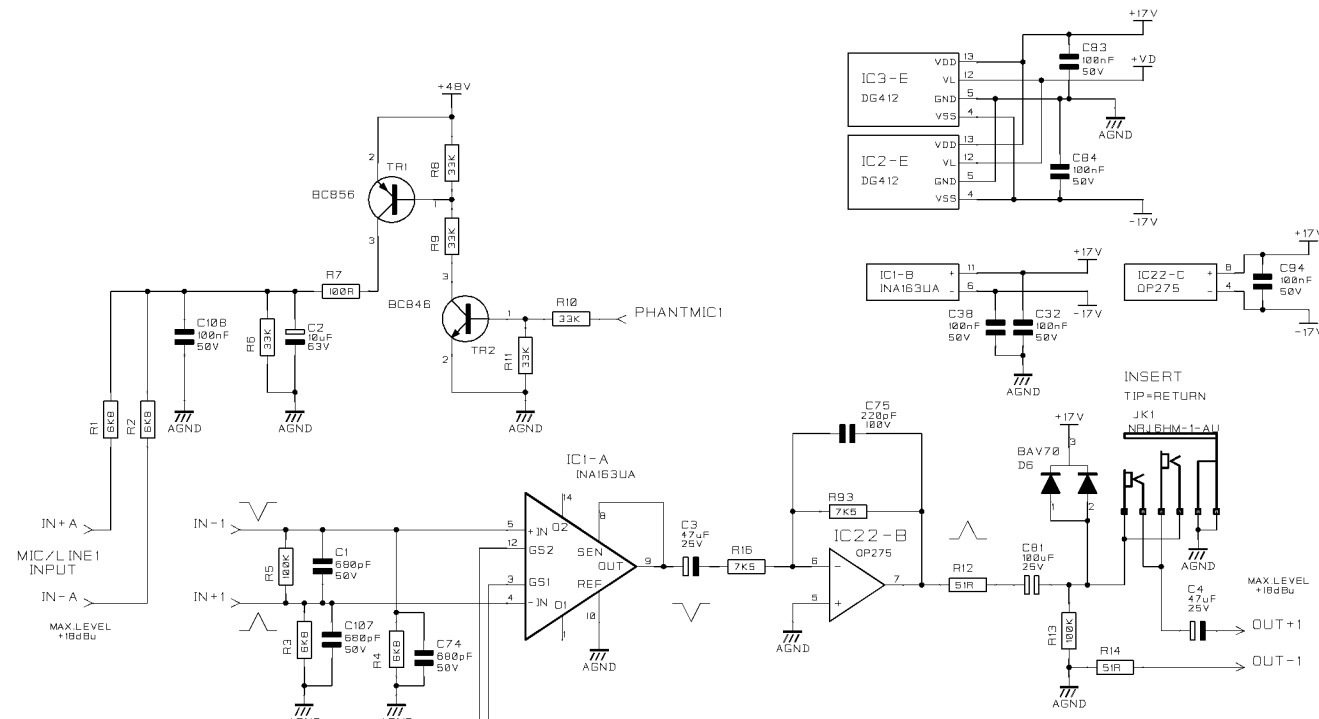 +17V
C83
100nF
50V
+VD
IC3-E
DG412
VDD 13
VL 12
GND 5
VSS 4
AGND
IC2-E
DG412
VDD 13
VL 12
GND 5
VSS 4
C84
100nF
50V
-17V
+48V
2
TR1
R8
33K
BC856
1
R9
33K
3
3
R7
100R
BC846
1
R10
33K
PHANTMIC1
TR2
2
R11
33K
AGND
C108
100nF
50V
R6
33K
C2
10uF
63V
AGND
AGND
R1
6K8
R2
6K8
IC1-B
INA163UA
+ 11
- 6
+17V
-17V
C38
100nF
50V
C32
100nF
50V
AGND
IC22-C
OP275
+ 8
- 4
+17V
C94
100nF
50V
-17V
INSERT
TIP=RETURN
JK1
NRJ6HM-1-AU
+17V
3
BAV70
D6
1
2
AGND
C75
220pF
100V
R93
7K5
IC22-B
OP275
6
-
5
+
7
AGND
IC1-A
INA163UA
14
5
+IN
O2
12
GS2
8
SEN
OUT
9
3
GS1
REF
4
-IN
O1
10
1
AGND
C3
47uF
25V
R16
7K5
R12
51R
C81
100uF
25V
R13
100K
AGND
R14
51R
C4
47uF
25V
MAX.LEVEL
+18dBu
OUT+1
OUT-1
IN+A
MIC/LINE1
INPUT
IN-A
MAX.LEVEL
+18dBu
IN-1
IN+1
R5
100K
C1
680pF
50V
R3
6K8
C107
680pF
50V
R4
6K8
C74
680pF
50V
AGND
AGND